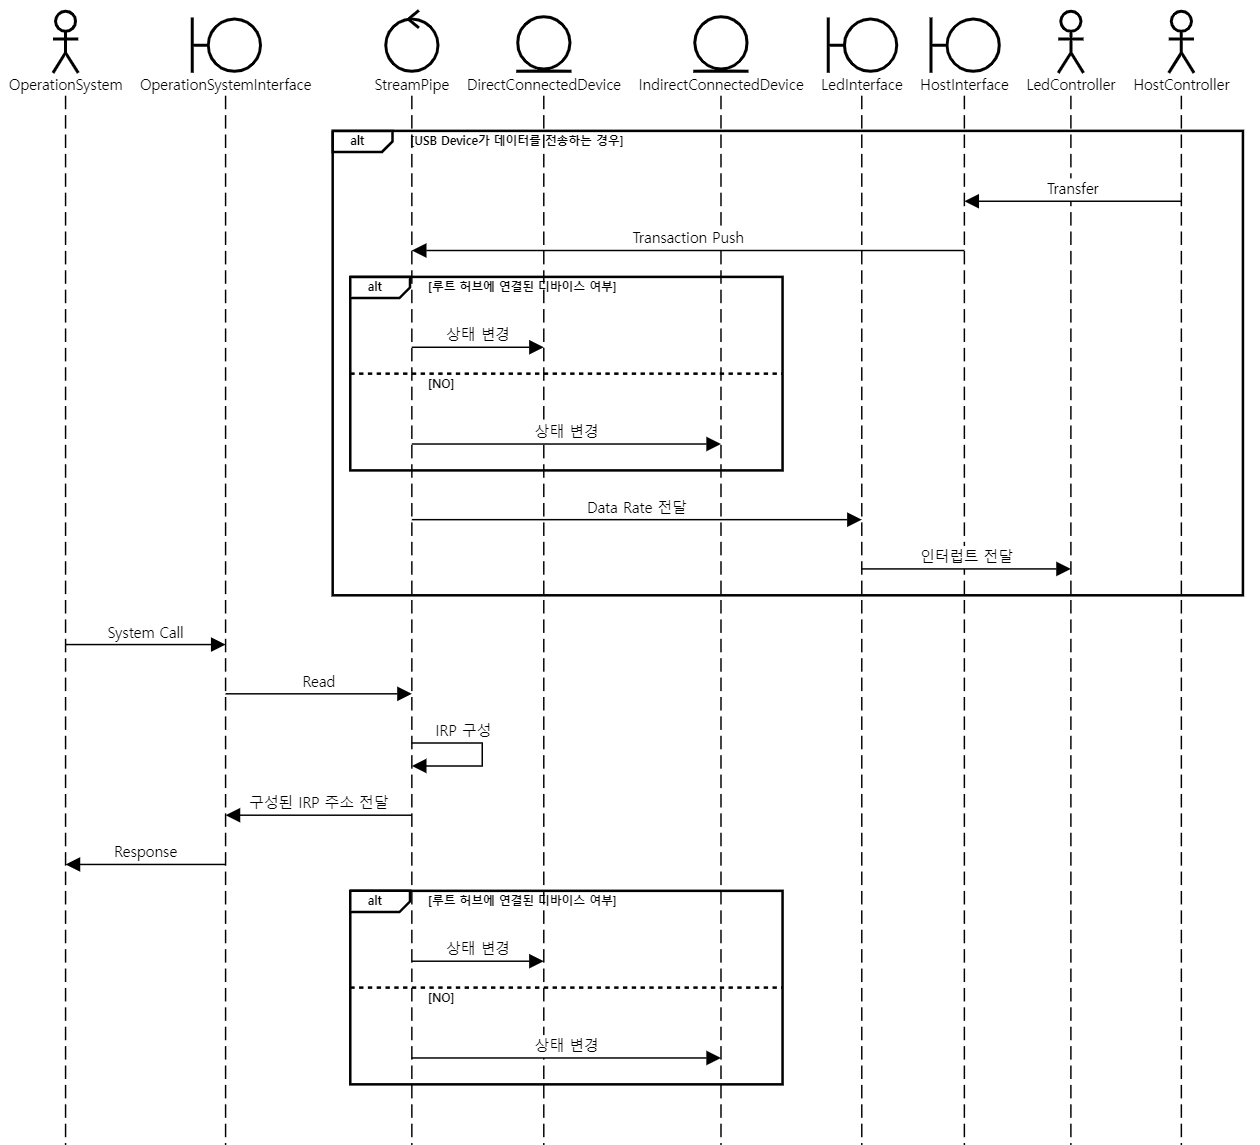 OperationSystem
OperationSystemInterface
StreamPipe
DirectConnectedDevice
IndirectConnectedDevice
LedInterface
HostInterface
LedController
HostController
alt
[USB Device가 데이터를 전송하는 경우]
Transfer
Transaction Push
alt
[루트 허브에 연결된 디바이스 여부]
상태 변경
[NO]
상태 변경
Data Rate 전달
인터럽트 전달
System Call
Read
IRP 구성
구성된 IRP 주소 전달
Response
alt
[루트 허브에 연결된 디바이스 여부]
상태 변경
[NO]
상태 변경